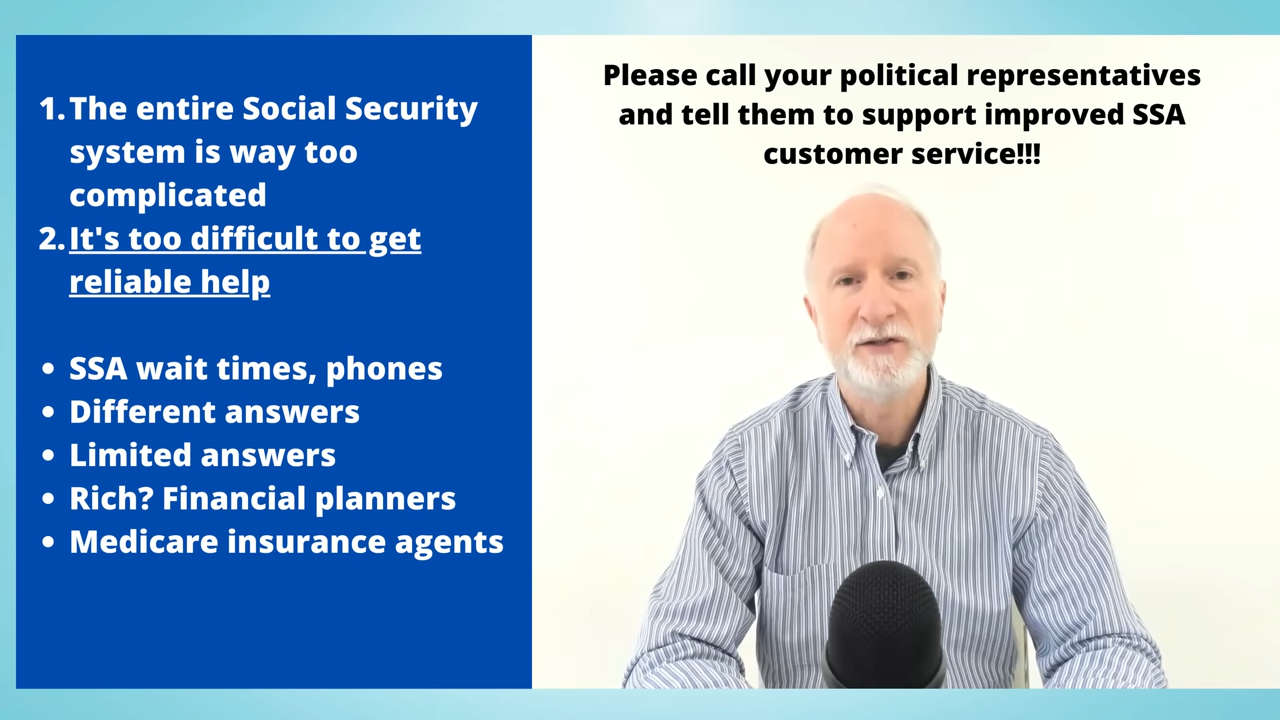 1. The entire Social Security
system is way too
complicated
2. It's too difficult to get
reliable help
• SSA wait times, phones
• Different answers
• Limited answers
• Rich? Financial planners
• Medicare insurance agents
Please call your political representatives
and tell them to support improved SSA
customer service!!!